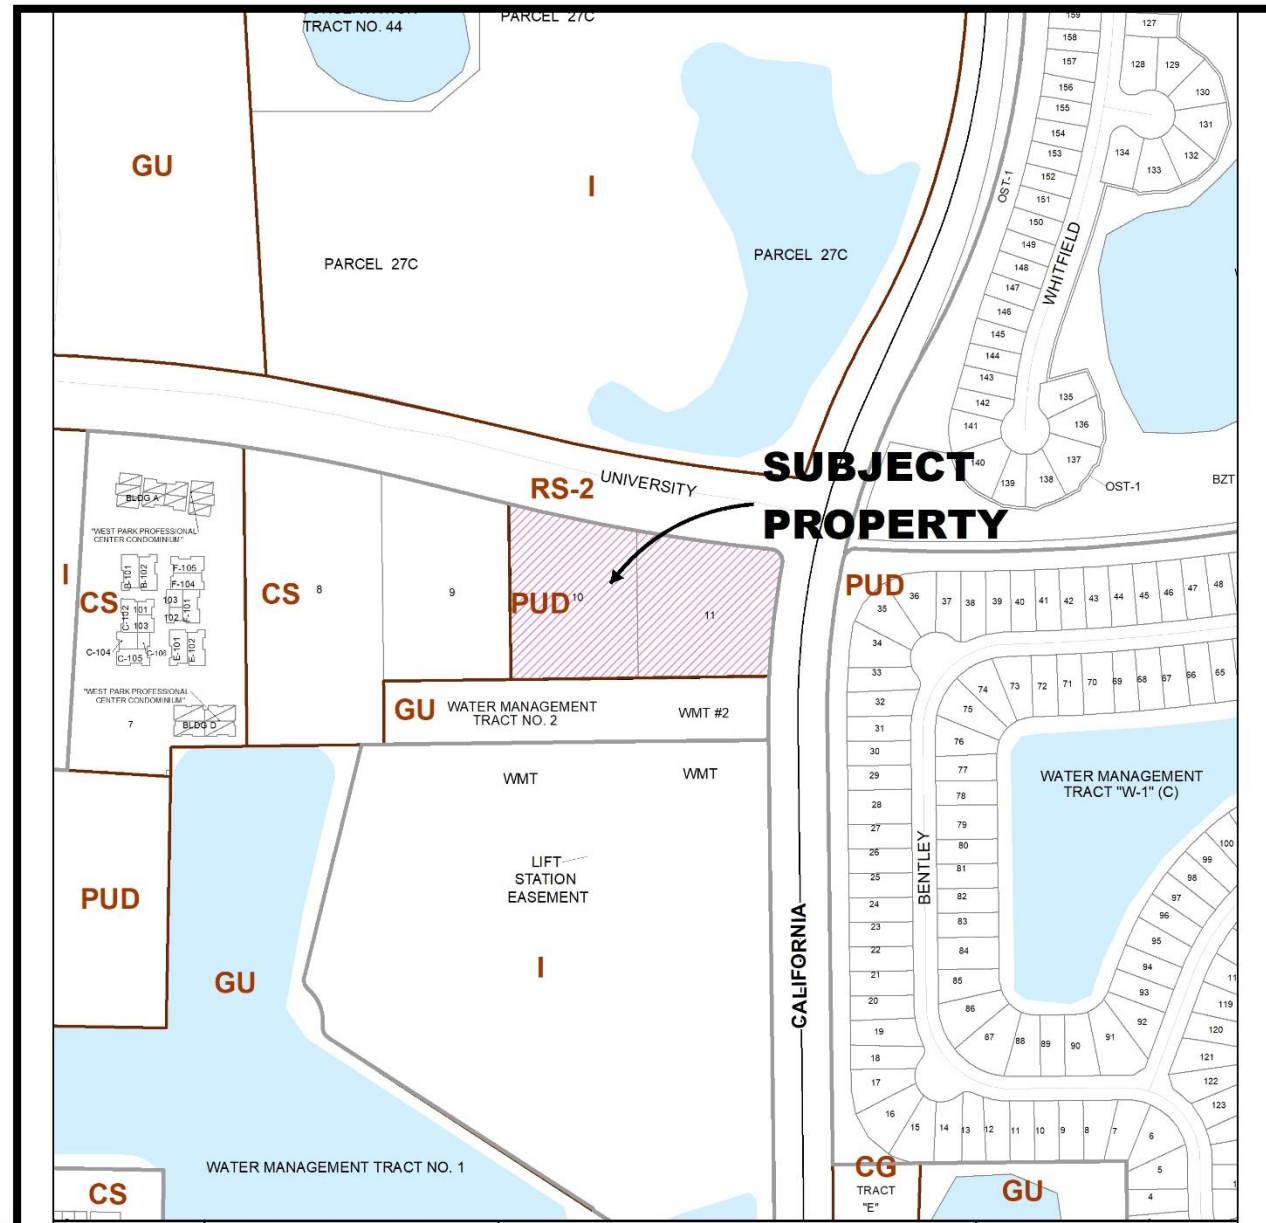 TRACT NO. 44
PARCEL 27C
GU
I
PARCEL 27C
PARCEL 27C
OST-1
WHITFIELD
159
158
157
156
155
154
153
152
151
150
149
148
147
146
145
144
143
142
141
140
139
138
137
136
135
127
128
129
130
131
132
133
134
OST-1
BZT
RS-2
UNIVERSITY
SUBJECT
PROPERTY
BLDG A
"WEST PARK PROFESSIONAL
CENTER CONDOMINIUM"
B-101
B-102
F-105
F-104
I
CS
C-102
101
103
103
102
F-101
C-104
C-105
C-106
E-101
E-102
"WEST PARK PROFESSIONAL
CENTER CONDOMINIUM"
7
BLDG D
CS
8
9
PUD
10
11
GU
WATER MANAGEMENT
TRACT NO. 2
WMT #2
WMT
WMT
LIFT
STATION
EASEMENT
I
PUD
GU
WATER MANAGEMENT TRACT NO. 1
CS
CALIFORNIA
PUD
35
36
37
38
39
40
41
42
43
44
45
46
47
48
34
33
32
31
30
29
28
27
26
25
24
23
22
21
20
19
18
17
16
15
14
13
12
11
10
9
8
7
6
5
4
BENTLEY
65
66
67
68
69
70
71
72
73
74
75
76
77
78
79
80
81
82
83
84
85
86
87
88
89
90
91
92
93
94
95
96
97
98
99
100
WATER MANAGEMENT
TRACT "W-1" (C)
119
120
121
122
123
CG
TRACT
"E"
GU